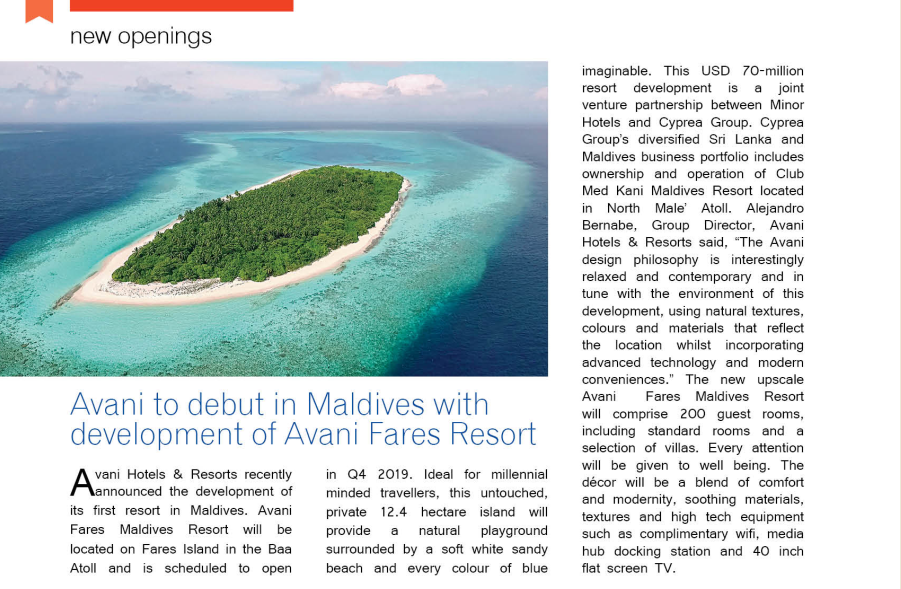 new openings
Avani to debut in Maldives with
development of Avani Fares Resort
Avani Hotels & Resorts recently
announced the development of
its first resort in Maldives. Avani
Fares Maldives Resort will be
located on Fares Island in the Baa
Atoll and is scheduled to open
in Q4 2019. Ideal for millennial
minded travellers, this untouched,
private 12.4 hectare island will
provide a natural playground
surrounded by a soft white sandy
beach and every colour of blue
imaginable. This USD 70-million
resort development is a joint
venture partnership between Minor
Hotels and Cyprea Group. Cyprea
Group's diversified Sri Lanka and
Maldives business portfolio includes
ownership and operation of Club
Med Kani Maldives Resort located
in North Male' Atoll. Alejandro
Bernabe, Group Director, Avani
Hotels & Resorts said, “The Avani
design philosophy is interestingly
relaxed and contemporary and in
tune with the environment of this
development, using natural textures,
colours and materials that reflect
the location whilst incorporating
advanced technology and modern
conveniences.” The new upscale
Avani Fares Maldives Resort
will comprise 200 guest rooms,
including standard rooms and a
selection of villas. Every attention
will be given to well being. The
décor will be a blend of comfort
and modernity, soothing materials,
textures and high tech equipment
such as complimentary wifi, media
hub docking station and 40 inch
flat screen TV.